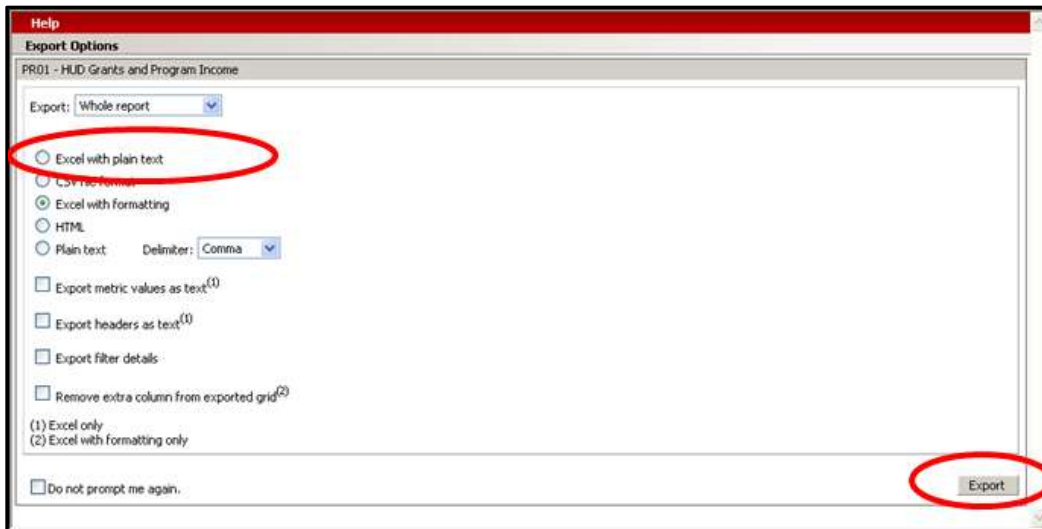 Help
Export Options
PR01 - HUD Grants and Program Income
Export: Whole report
Excel with plain text
CSV file format
Excel with formatting
HTML
Plain text Delimiter: Comma
Export metric values as text(1)
Export headers as text(1)
Export filter details
Remove extra column from exported grid(2)
(1) Excel only
(2) Excel with formatting only
Do not prompt me again.
Export